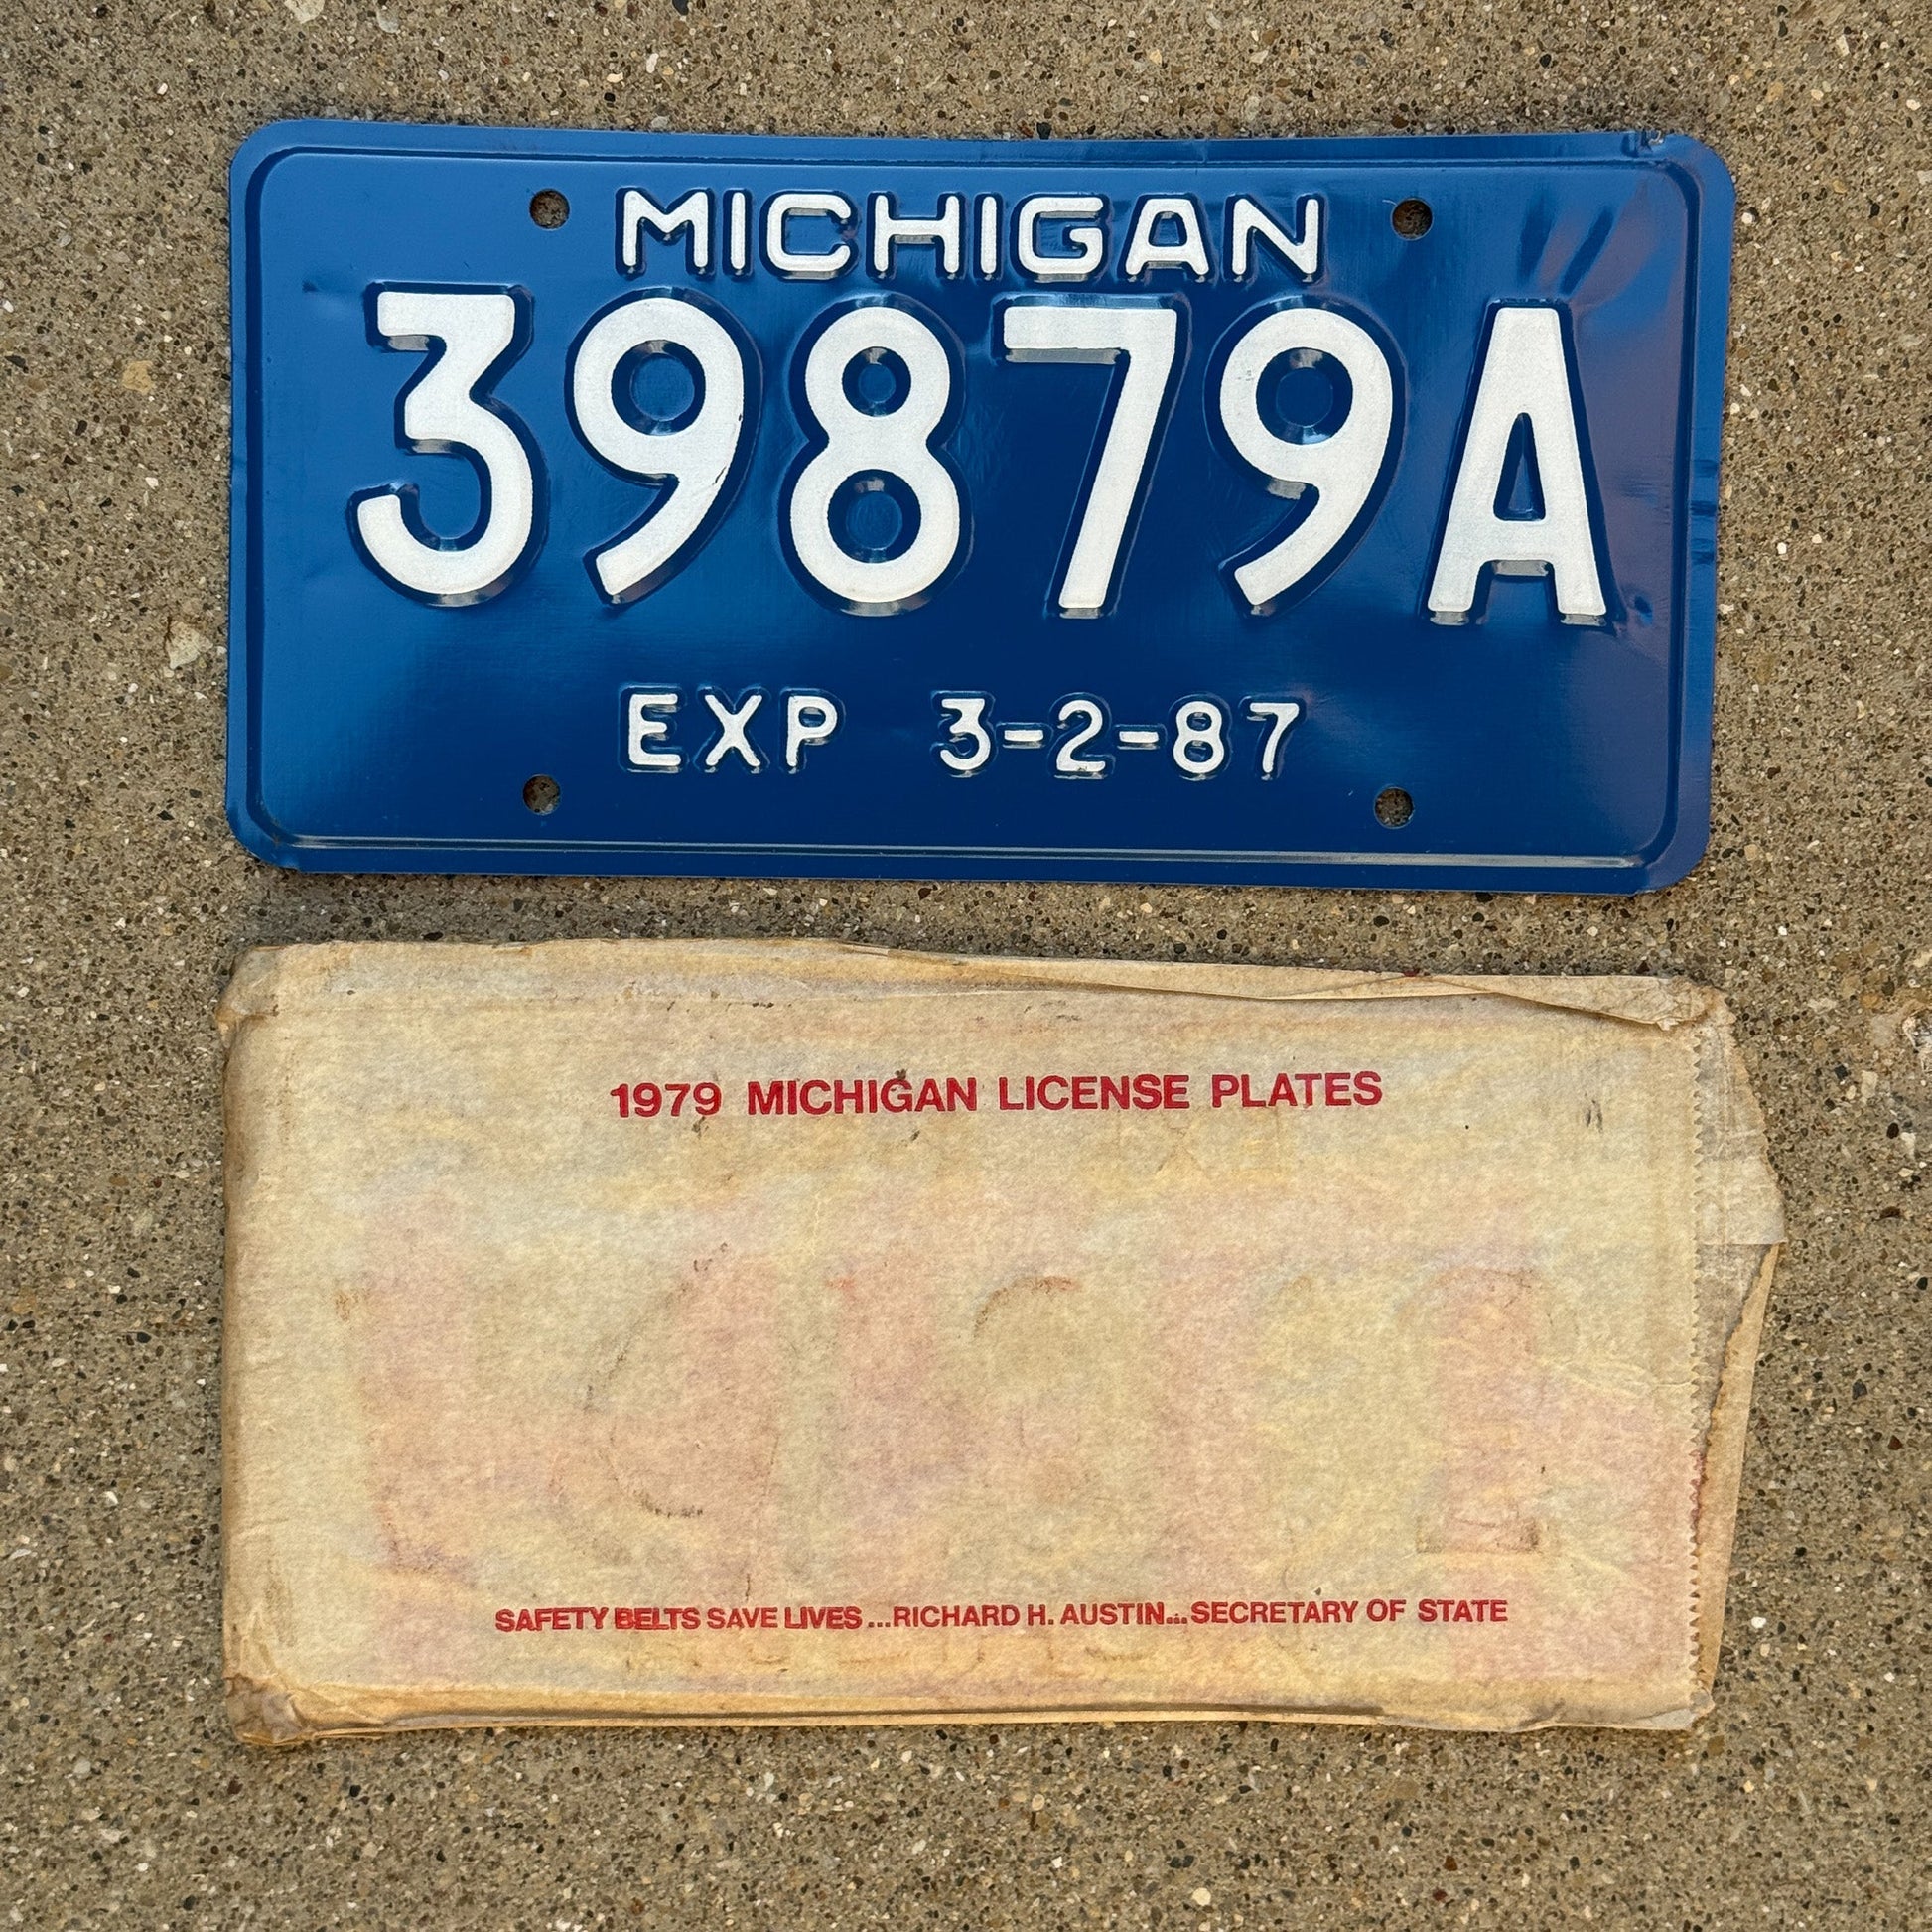 MICHIGAN
39879A
EXP 3-2-87
1979 MICHIGAN LICENSE PLATES
SAFETY BELTS SAVE LIVES...RICHARD H. AUSTIN...SECRETARY OF STATE